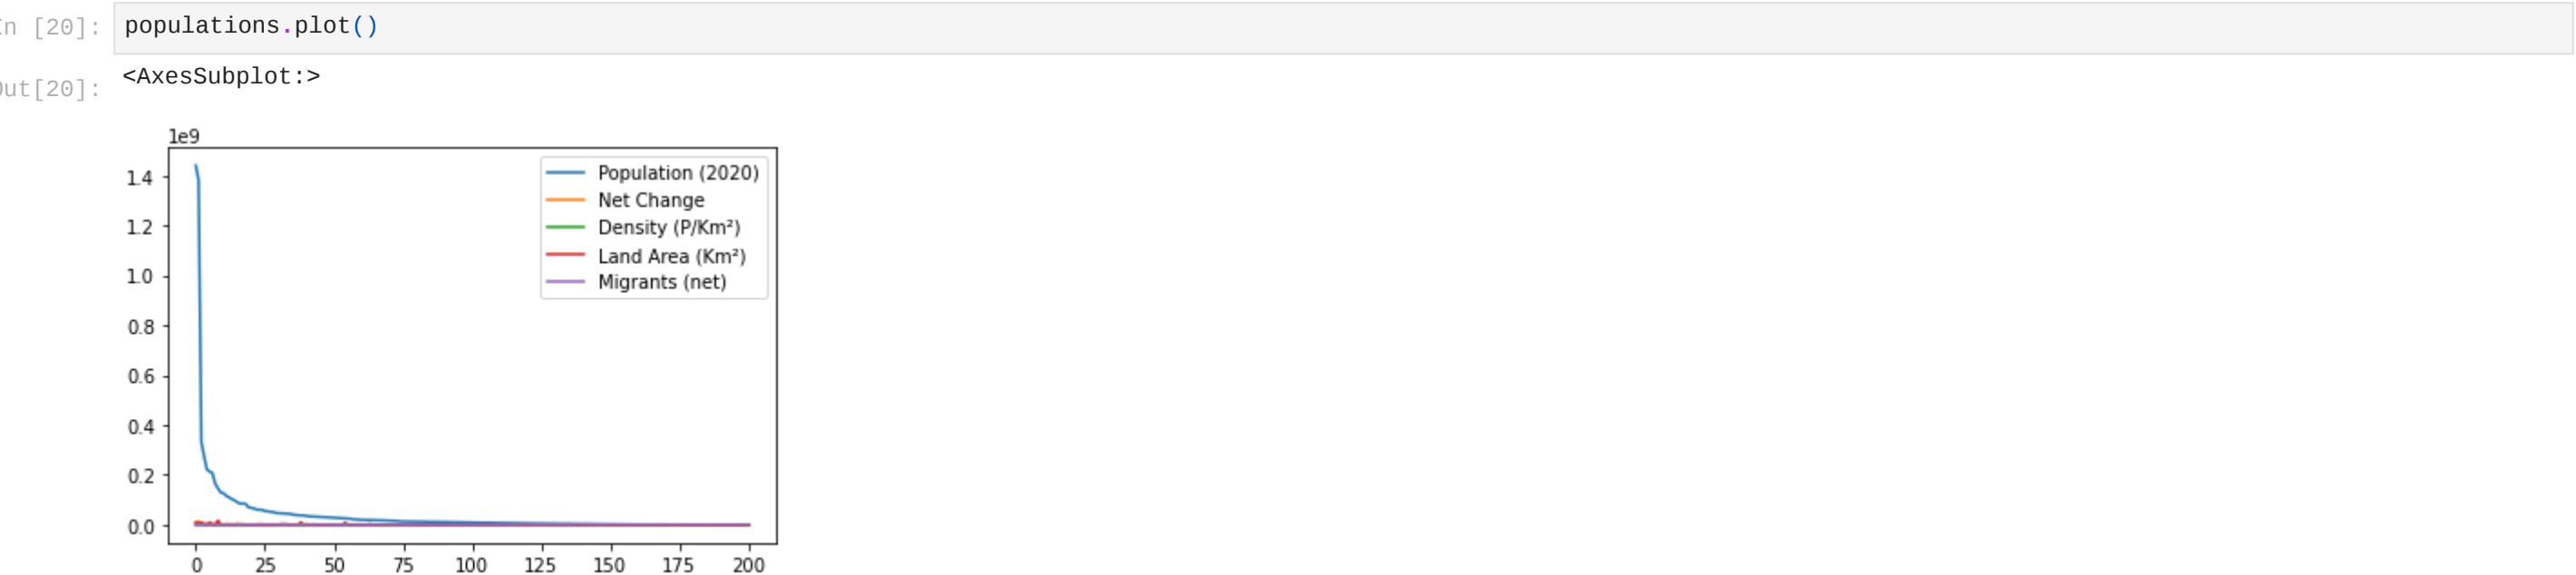 n [20]:
populations.plot()
Out[20]:
<AxesSubplot:>
1e9
1.4
1.2
1.0
0.8
0.6
0.4
0.2
0.0
0 25 50 75 100 125 150 175 200
Population (2020)
Net Change
Density (P/Km²)
Land Area (Km²)
Migrants (net)